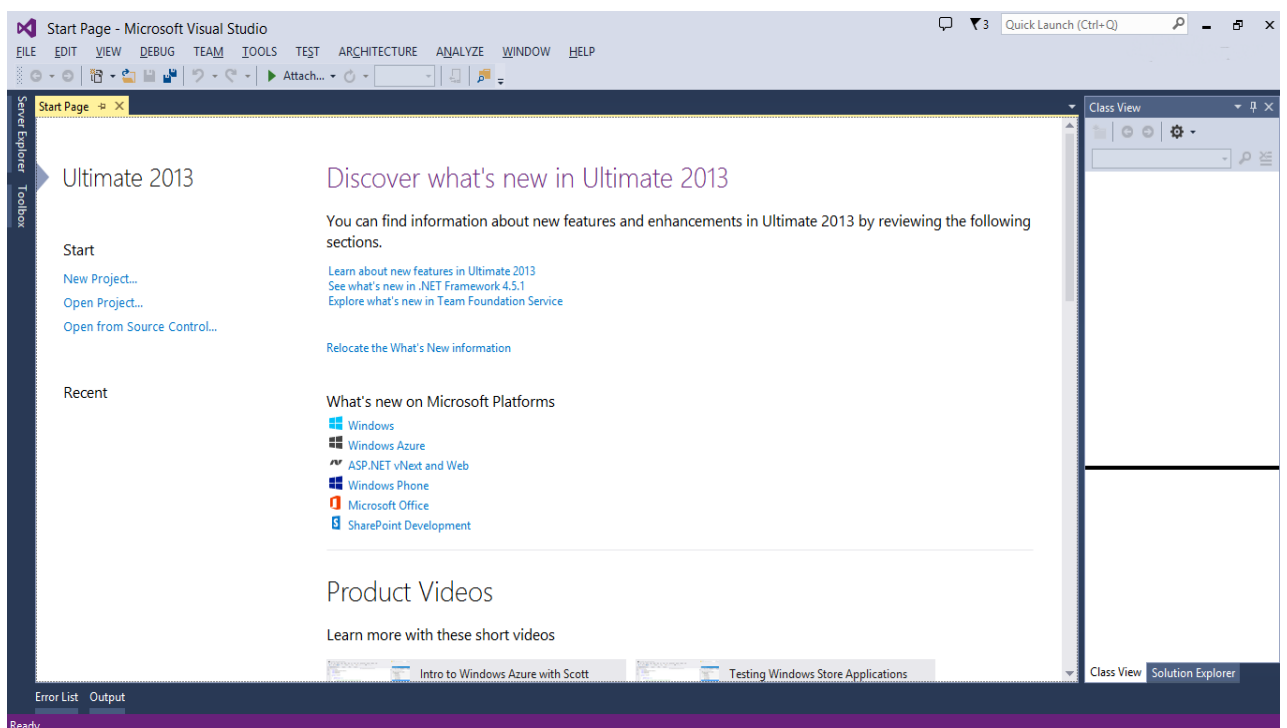 Start Page - Microsoft Visual Studio
3
Quick Launch (Ctrl+Q)
FILE EDIT VIEW DEBUG TEAM TOOLS TEST ARCHITECTURE ANALYZE WINDOW HELP
Attach...
Server Explorer
Toolbox
Start Page
Ultimate 2013
Start
New Project...
Open Project...
Open from Source Control...
Recent
Discover what's new in Ultimate 2013
You can find information about new features and enhancements in Ultimate 2013 by reviewing the following
sections.
Learn about new features in Ultimate 2013
See what's new in .NET Framework 4.5.1
Explore what's new in Team Foundation Service
Relocate the What's New information
What's new on Microsoft Platforms
Windows
Windows Azure
ASP.NET vNext and Web
Windows Phone
Microsoft Office
SharePoint Development
Product Videos
Learn more with these short videos
Intro to Windows Azure with Scott
Testing Windows Store Applications
Class View
Class View Solution Explorer
Error List Output
Ready